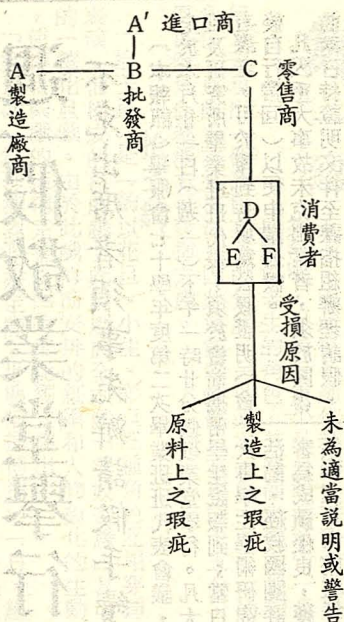 A' 進口商
A
製造廠商
B
批發商
C
零售商
D
E F
消費者
受損原因
原料上之瑕疵
製造上之瑕疵
未為適當說明或警告